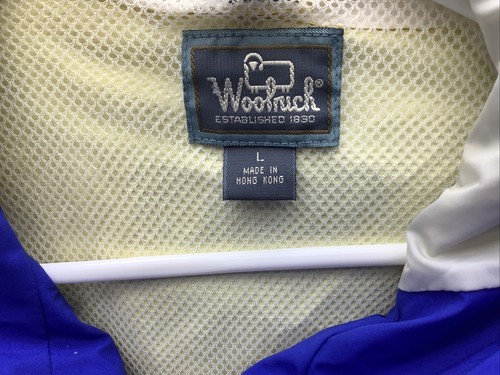 Woolrich®
ESTABLISHED 1830
L
MADE IN
HONG KONG